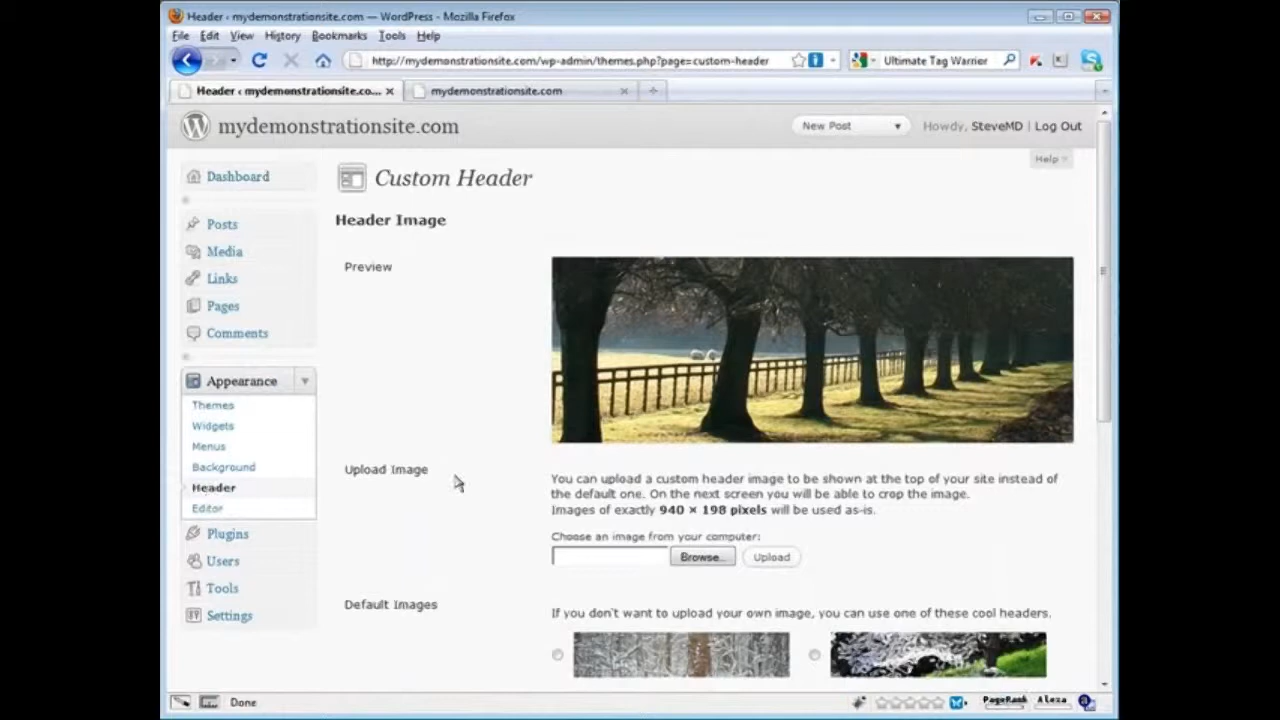 Header ‹ mydemonstrationsite.com — WordPress - Mozilla Firefox
File Edit View History Bookmarks Tools Help
http://mydemonstrationsite.com/wp-admin/themes.php?page=custom-header
Ultimate Tag Warrior
Header ‹ mydemonstrationsite.co...
mydemonstrationsite.com
mydemonstrationsite.com
New Post
Howdy, SteveMD | Log Out
Help
Dashboard
Posts
Media
Links
Pages
Comments
Appearance
Themes
Widgets
Menus
Background
Header
Editor
Plugins
Users
Tools
Settings
Custom Header
Header Image
Preview
Upload Image
You can upload a custom header image to be shown at the top of your site instead of
the default one. On the next screen you will be able to crop the image.
Images of exactly 940 × 198 pixels will be used as-is.
Choose an image from your computer:
Browse...
Upload
Default Images
If you don't want to upload your own image, you can use one of these cool headers.
Done
PageRank
Alexa